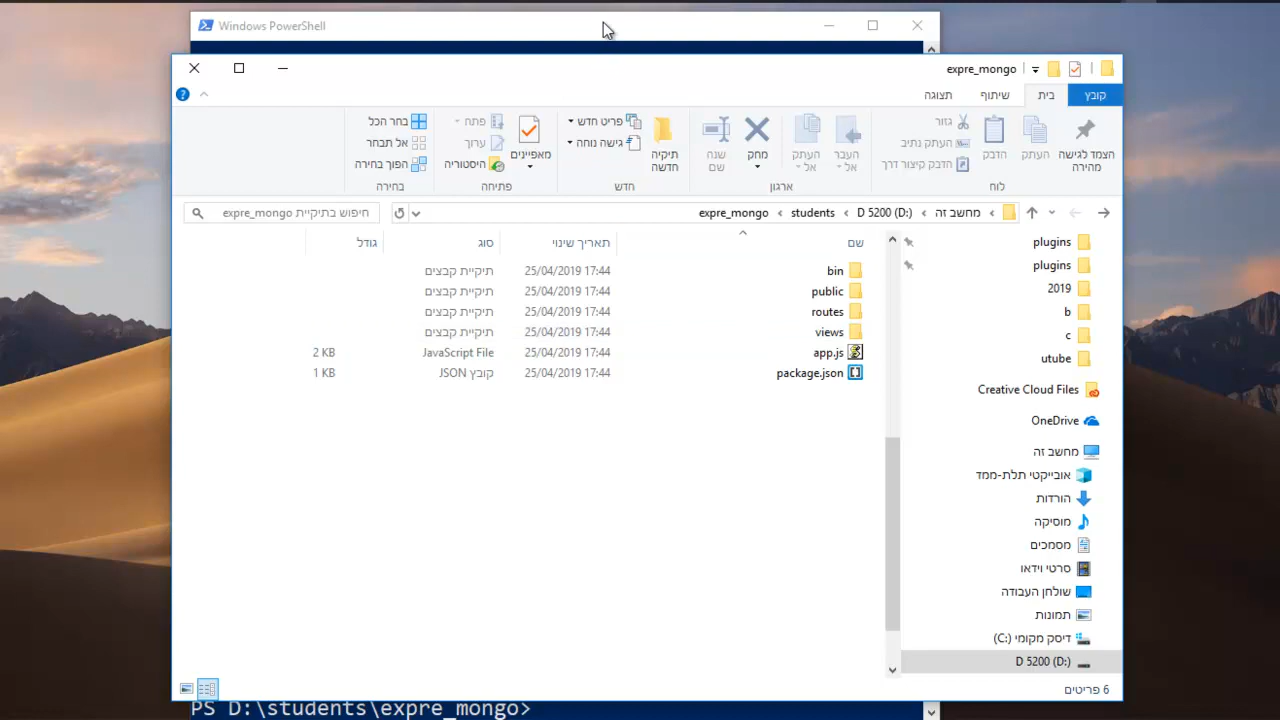 Windows PowerShell
expre_mongo
קובץ
בית
שיתוף
תצוגה
הצמד לגישה מהירה
העתק
הדבק
גזור
העתק נתיב
הדבק קיצור דרך
לוח
העבר אל
העתק אל
מחק
שנה שם
ארגון
תיקיה חדשה
פריט חדש
גישה נוחה
חדש
מאפיינים
פתח
ערוך
היסטוריה
פתיחה
בחר הכל
אל תבחר
הפוך בחירה
בחירה
מחשב זה
D 5200 (D:)
students
expre_mongo
חיפוש בתיקיית expre_mongo
שם תאריך שינוי סוג גודל
bin 25/04/2019 17:44 תיקיית קבצים
public 25/04/2019 17:44 תיקיית קבצים
routes 25/04/2019 17:44 תיקיית קבצים
views 25/04/2019 17:44 תיקיית קבצים
app.js 25/04/2019 17:44 JavaScript File 2 KB
package.json 25/04/2019 17:44 קובץ JSON 1 KB
plugins
plugins
2019
b
c
utube
Creative Cloud Files
OneDrive
מחשב זה
אובייקטי תלת-ממד
הורדות
מוסיקה
מסמכים
סרטי וידאו
שולחן העבודה
תמונות
דיסק מקומי (C:)
D 5200 (D:)
6 פריטים
PS D:\students\expre_mongo>